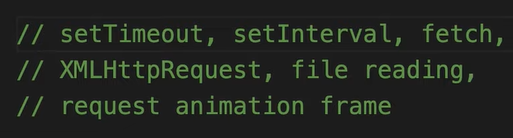 // setTimeout, setInterval, fetch,
// XMLHttpRequest, file reading,
// request animation frame